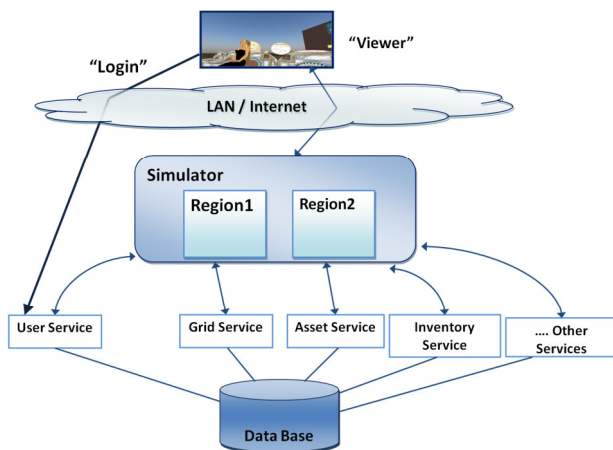 “Viewer”
“Login”
LAN / Internet
Simulator
Region1
Region2
User Service
Grid Service
Asset Service
Inventory
Service
.... Other
Services
Data Base